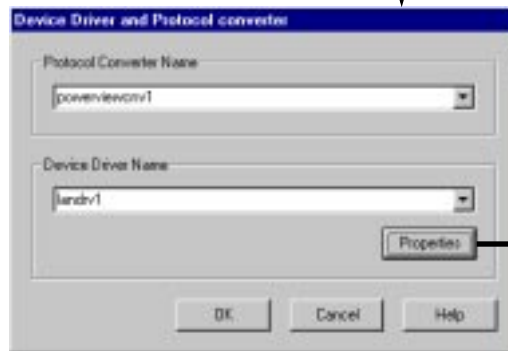 Device Driver and Protocol converter
Protocol Converter Name
powerviewcnv1
Device Driver Name
landrv1
Properties
OK
Cancel
Help